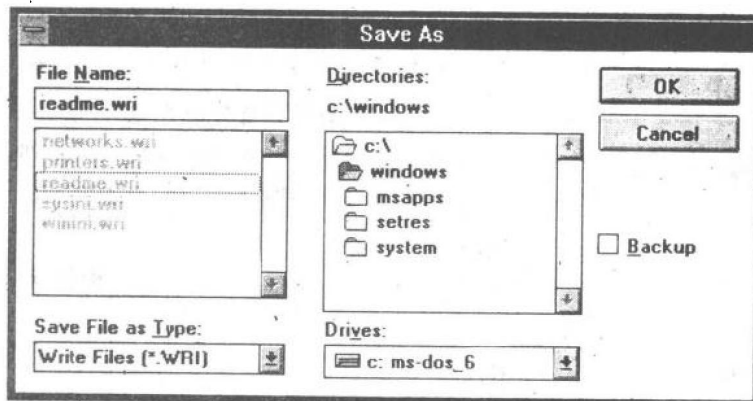 Save As
File Name:
readme.wri
networks.wri
printers.wri
readme.wri
sysini.wri
winini.wri
Save File as Type:
Write Files (*.WRI)
Directories:
c:\windows
c:\
windows
msapps
setres
system
Drives:
c: ms-dos_6
OK
Cancel
Backup